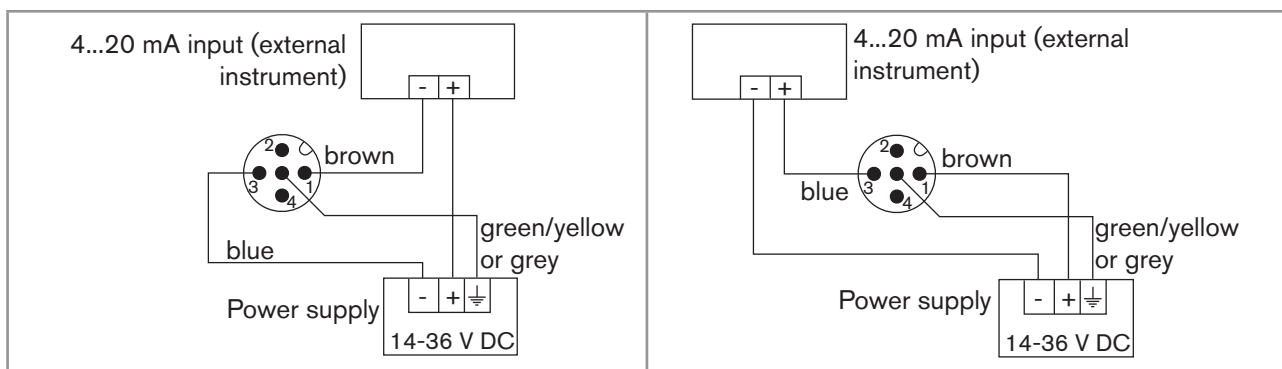 4...20 mA input (external
instrument)
- +
2
brown
3 1
4
blue
green/yellow
or grey
- +
Power supply
14-36 V DC
4...20 mA input (external
instrument)
- +
2
brown
3 1
blue
4
green/yellow
or grey
- +
Power supply
14-36 V DC